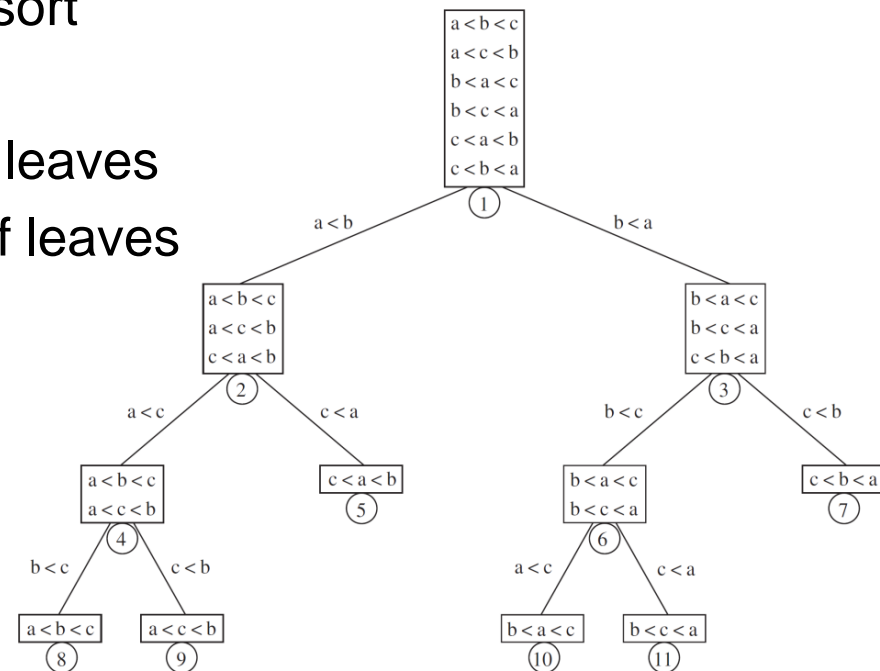 sort
leaves
f leaves
a < b < c
a < c < b
b < a < c
b < c < a
c < a < b
c < b < a
1
a < b
b < a
a < b < c
a < c < b
c < a < b
2
b < a < c
b < c < a
c < b < a
3
a < c
c < a
b < c
c < b
a < b < c
a < c < b
4
c < a < b
5
b < a < c
b < c < a
6
c < b < a
7
b < c
c < b
a < c
c < a
a < b < c
8
a < c < b
9
b < a < c
10
b < c < a
11